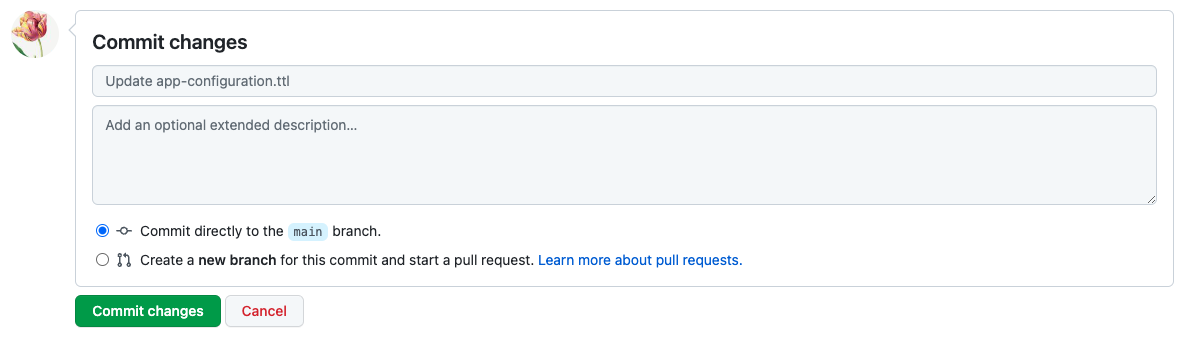 Commit changes
Update app-configuration.ttl
Add an optional extended description...
Commit directly to the main branch.
Create a new branch for this commit and start a pull request. Learn more about pull requests.
Commit changes Cancel